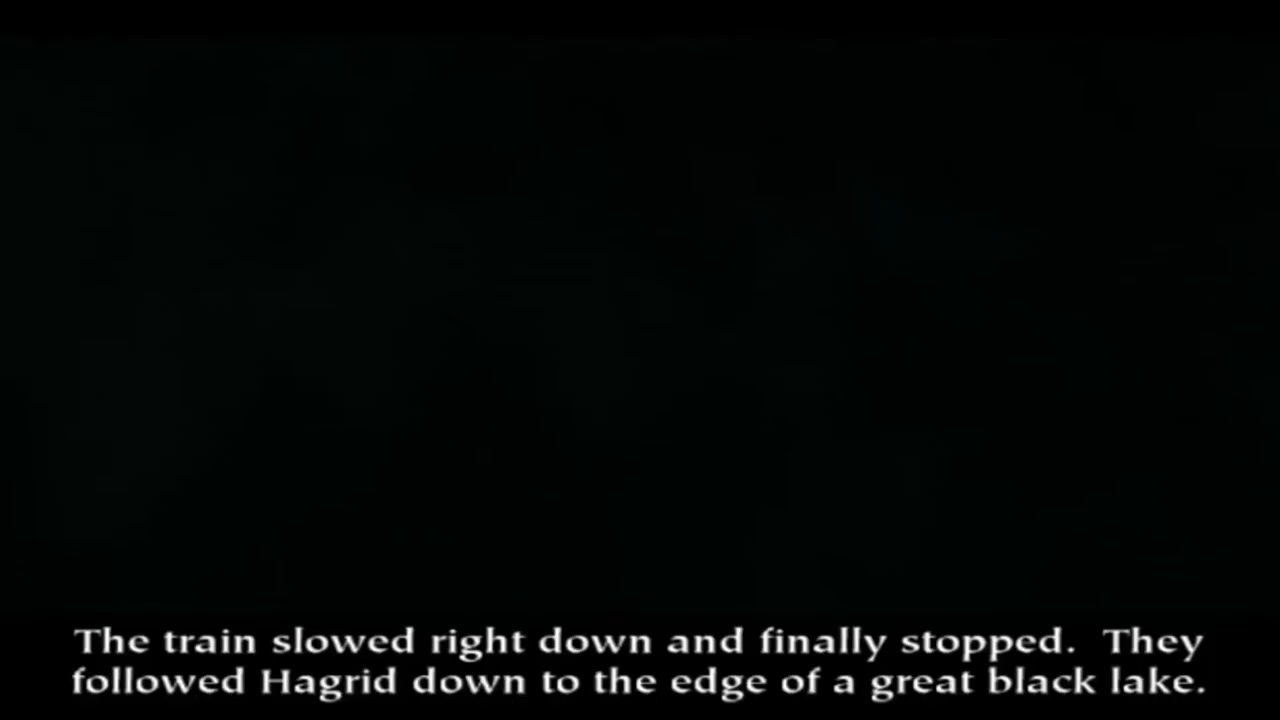 The train slowed right down and finally stopped.  They
followed Hagrid down to the edge of a great black lake.